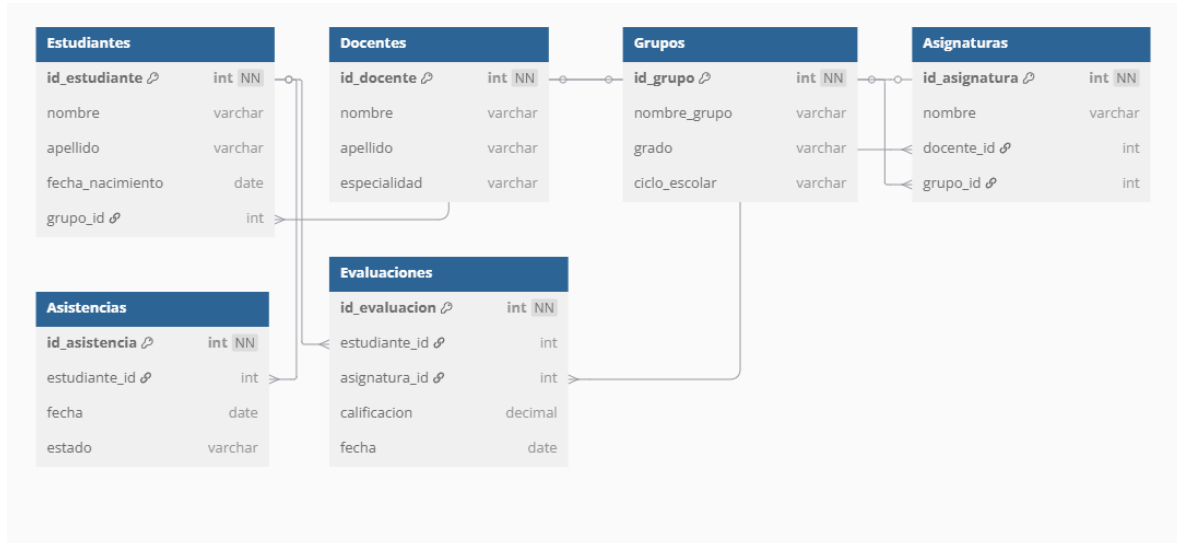 Estudiantes
id_estudiante int NN
nombre varchar
apellido varchar
fecha_nacimiento date
grupo_id int
Docentes
id_docente int NN
nombre varchar
apellido varchar
especialidad varchar
Grupos
id_grupo int NN
nombre_grupo varchar
grado varchar
ciclo_escolar varchar
Asignaturas
id_asignatura int NN
nombre varchar
docente_id int
grupo_id int
Asistencias
id_asistencia int NN
estudiante_id int
fecha date
estado varchar
Evaluaciones
id_evaluacion int NN
estudiante_id int
asignatura_id int
calificacion decimal
fecha date